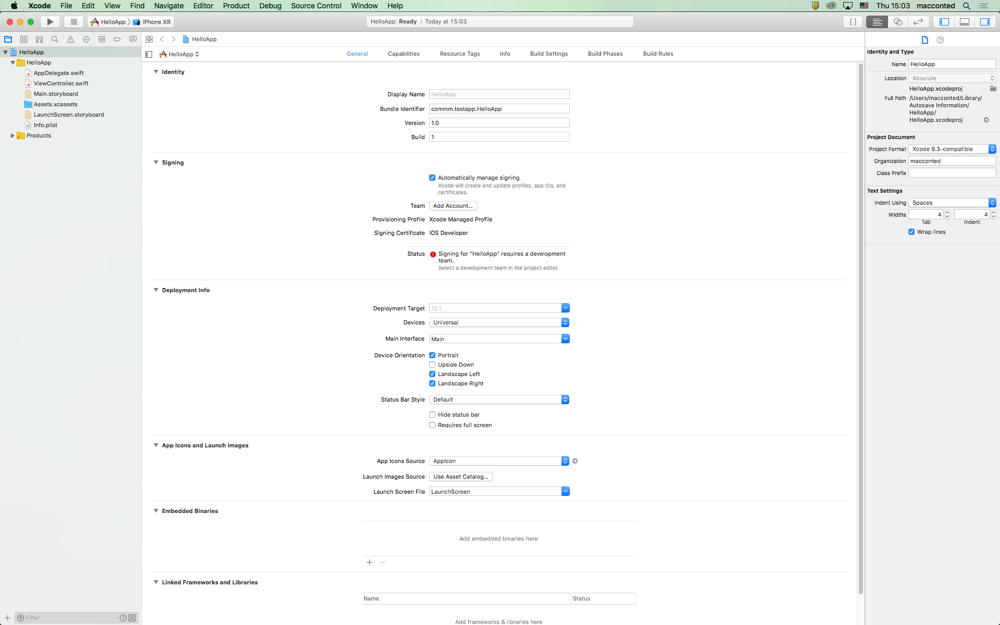 Xcode File Edit View Find Navigate Editor Product Debug Source Control Window Help Thu 15:03 macconted
HelloApp iPhone XR HelloApp: Ready Today at 15:03
HelloApp
HelloApp
General Capabilities Resource Tags Info Build Settings Build Phases Build Rules
HelloApp
HelloApp
AppDelegate.swift
ViewController.swift
Main.storyboard
Assets.xcassets
LaunchScreen.storyboard
Info.plist
Products
Filter
Identity
Display Name HelloApp
Bundle Identifier commm.testapp.HelloApp
Version 1.0
Build 1
Signing
Automatically manage signing
Xcode will create and update profiles, app IDs, and
certificates.
Team Add Account...
Provisioning Profile Xcode Managed Profile
Signing Certificate iOS Developer
Status Signing for "HelloApp" requires a development
team.
Select a development team in the project editor.
Deployment Info
Deployment Target 12.1
Devices Universal
Main Interface Main
Device Orientation Portrait
Upside Down
Landscape Left
Landscape Right
Status Bar Style Default
Hide status bar
Requires full screen
App Icons and Launch Images
App Icons Source AppIcon
Launch Images Source Use Asset Catalog...
Launch Screen File LaunchScreen
Embedded Binaries
Add embedded binaries here
Linked Frameworks and Libraries
Name Status
Add frameworks & libraries here
Identity and Type
Name HelloApp
Location Absolute
HelloApp.xcodeproj
Full Path /Users/macconted/Library/
Autosave Information/
HelloApp/
HelloApp.xcodeproj
Project Document
Project Format Xcode 9.3-compatible
Organization macconted
Class Prefix
Text Settings
Indent Using Spaces
Widths 4 4
Tab Indent
Wrap lines